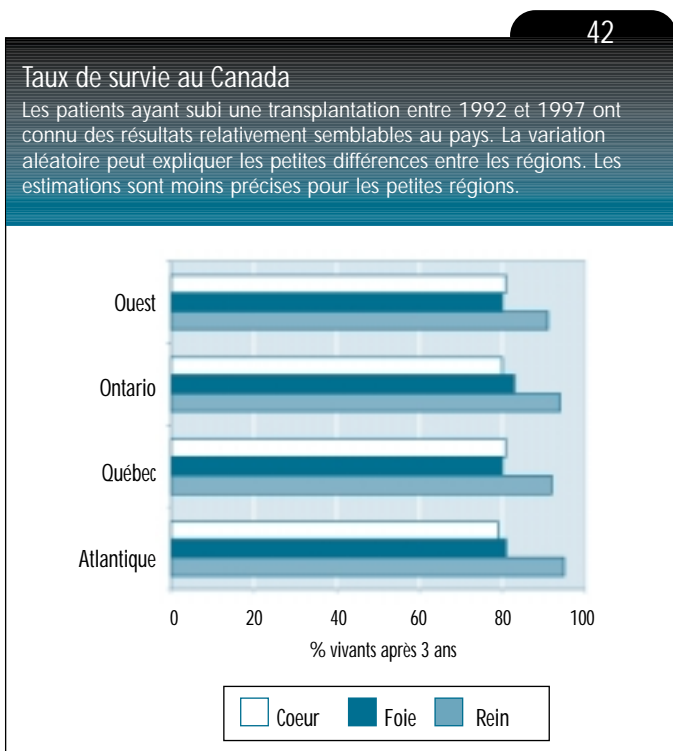 42
Taux de survie au Canada
Les patients ayant subi une transplantation entre 1992 et 1997 ont
connu des résultats relativement semblables au pays. La variation
aléatoire peut expliquer les petites différences entre les régions. Les
estimations sont moins précises pour les petites régions.
Ouest
Ontario
Québec
Atlantique
0 20 40 60 80 100
% vivants après 3 ans
Coeur Foie Rein